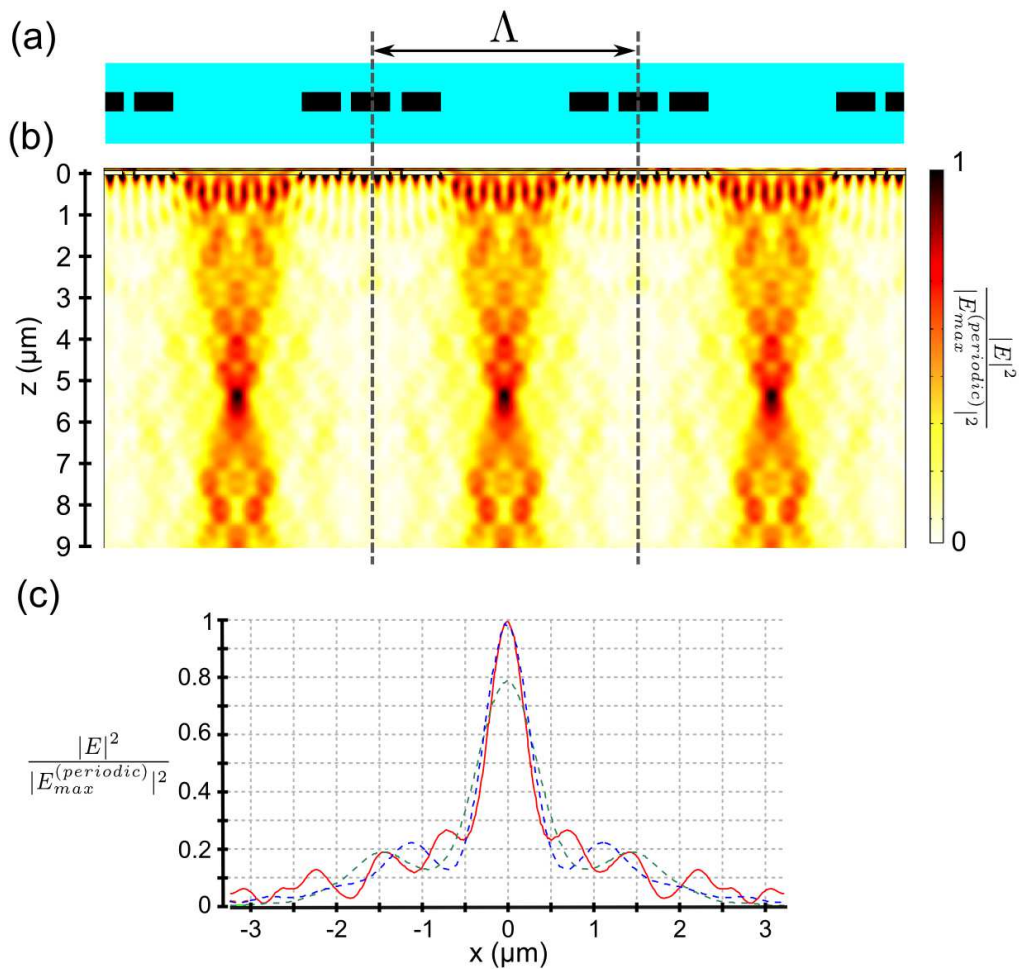 (a)
Λ
(b)
0
1
2
3
4
5
6
7
8
9
z (μm)
1
0
|E|²
|E_max^(periodic)|²
(c)
1
0.8
0.6
0.4
0.2
0
|E|²
|E_max^(periodic)|²
-3 -2 -1 0 1 2 3
x (μm)